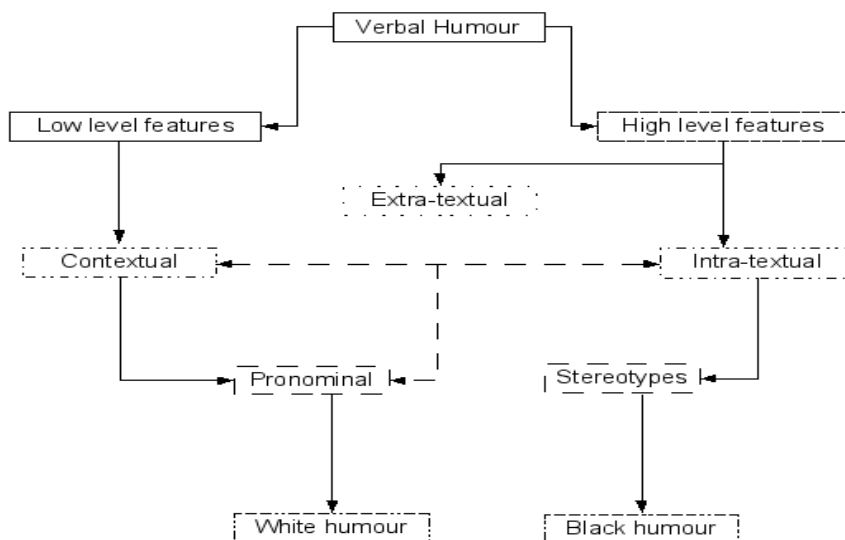 Verbal Humour
Low level features
High level features
Extra-textual
Contextual
Intra-textual
Pronominal
Stereotypes
White humour
Black humour